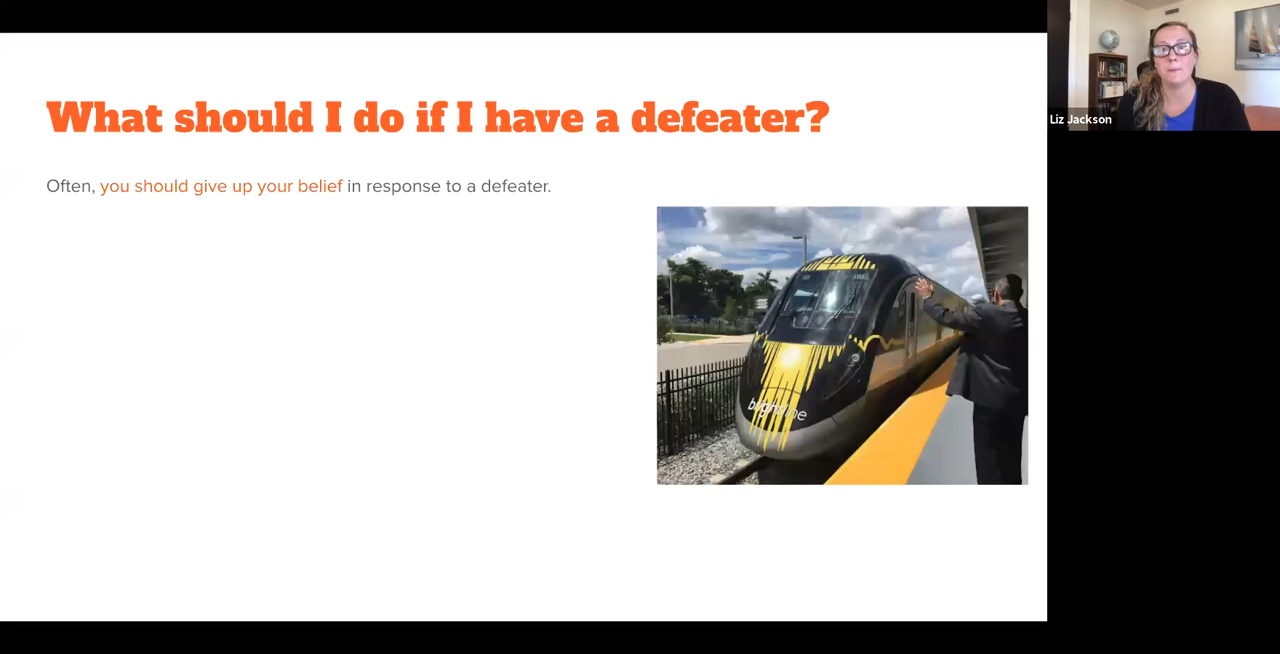 What should I do if I have a defeater?
Often, you should give up your belief in response to a defeater.
brightline
Liz Jackson